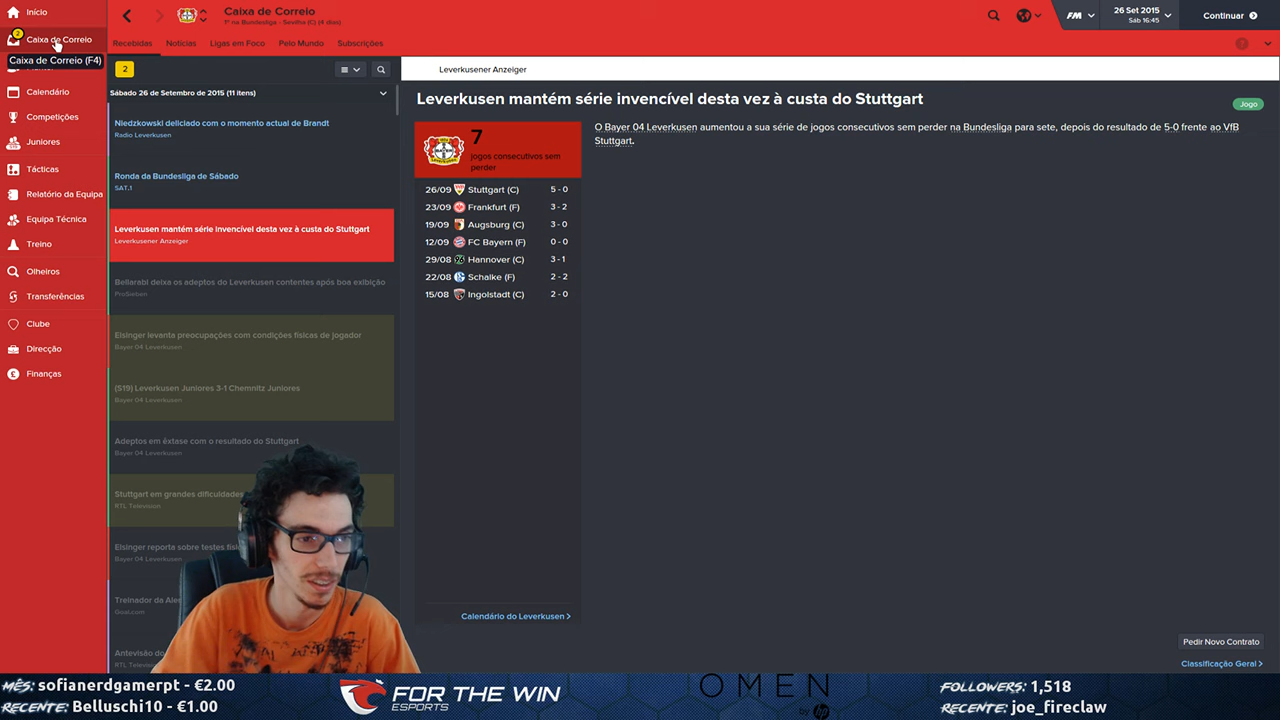 Início
Caixa de Correio
(C) (4 dias)
26 Set 2015
Sáb 16:45
FM
Continuar
2
Caixa de Correio
Caixa de Correio (F4)
Calendário
Competições
Juniores
Tácticas
Relatório da Equipa
Equipa Técnica
Treino
Olheiros
Transferências
Clube
Direcção
Finanças
Recebidas
Notícias
Ligas em Foco
Pelo Mundo
Subscrições
2
Sábado 26 de Setembro de 2015 (11 itens)
Niedzkowski deliciado com o momento actual de Brandt
Radio Leverkusen
Ronda da Bundesliga de Sábado
SAT.1
Leverkusen mantém série invencível desta vez à custa do Stuttgart
Leverkusener Anzeiger
Bellarabi deixa os adeptos do Leverkusen contentes após boa exibição
ProSieben
Elsinger levanta preocupações com condições físicas de jogador
Bayer 04 Leverkusen
(S19) Leverkusen Juniores 3-1 Chemnitz Juniores
Bayer 04 Leverkusen
Adeptos em êxtase com o resultado do Stuttgart
Bayer 04 Leverkusen
Stuttgart em grandes dificuldades
RTL Television
Elsinger reporta sobre testes
Bayer 04 Leverkusen
Treinador da
Goal.com
Antevisão do
RTL
Leverkusener Anzeiger
Leverkusen mantém série invencível desta vez à custa do Stuttgart
Jogo
7
jogos consecutivos sem
perder
26/09 Stuttgart (C) 5 - 0
23/09 Frankfurt (F) 3 - 2
19/09 Augsburg (C) 3 - 0
12/09 FC Bayern (F) 0 - 0
29/08 Hannover (C) 3 - 1
22/08 Schalke (F) 2 - 2
15/08 Ingolstadt (C) 2 - 0
Calendário do Leverkusen >
O Bayer 04 Leverkusen aumentou a sua série de jogos consecutivos sem perder na Bundesliga para sete, depois do resultado de 5-0 frente ao VfB
Stuttgart.
Pedir Novo Contrato
Classificação Geral >
MÊS: sofianerdgamerpt - €2.00
RECENTE: Belluschi10 - €1.00
FOR THE WIN
ESPORTS
OMEN
by hp
FOLLOWERS: 1,518
RECENTE: joe_fireclaw